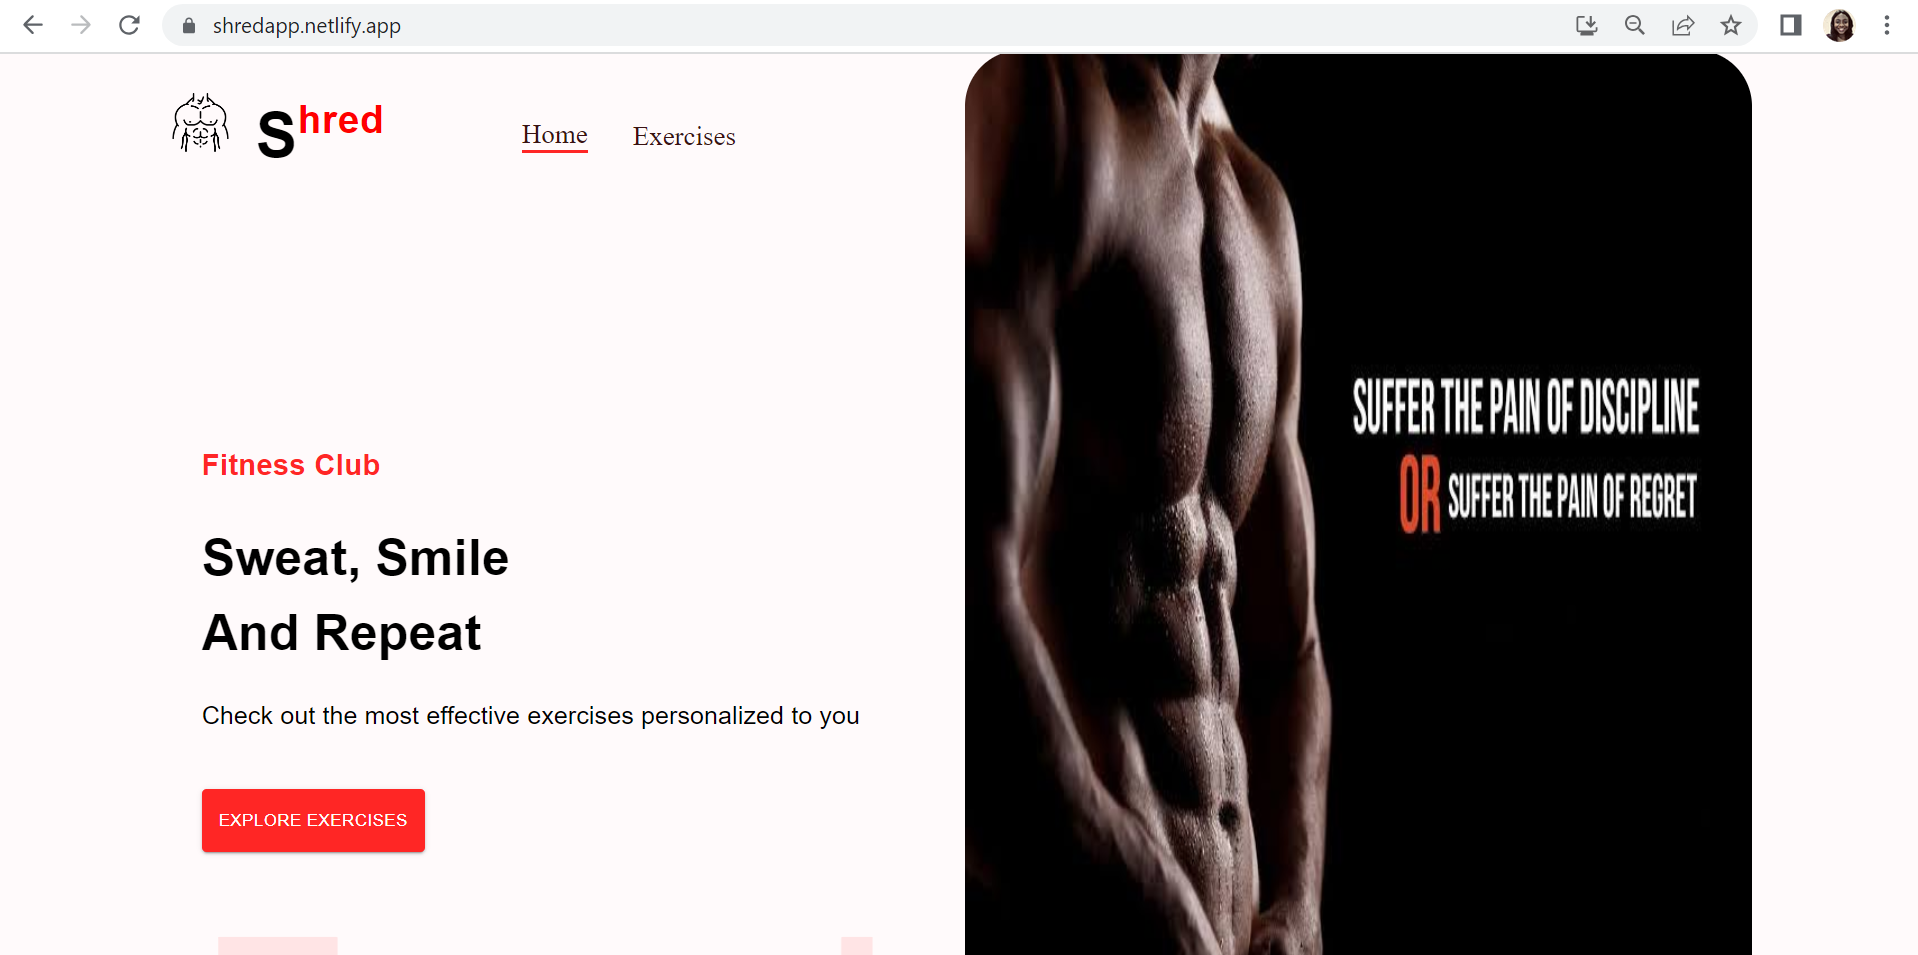 shredapp.netlify.app
Shred
Home
Exercises
Fitness Club
Sweat, Smile
And Repeat
Check out the most effective exercises personalized to you
EXPLORE EXERCISES
SUFFER THE PAIN OF DISCIPLINE
OR SUFFER THE PAIN OF REGRET